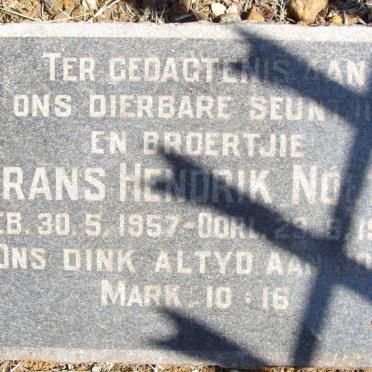 TER GEDAGTENIS AAN
ONS DIERBARE SEUNTJIE
EN BROERTJIE
FRANS HENDRIK
GEB. 30.5.1957-OORL.
ONS DINK ALTYD AAN
MARK. 10:16